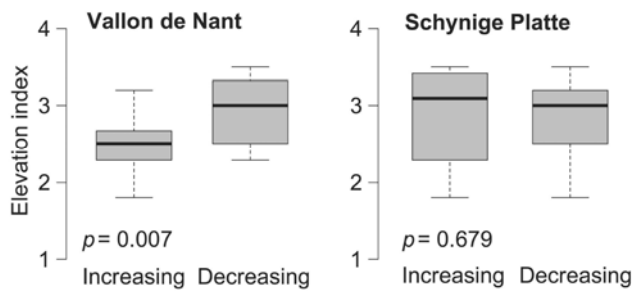 Vallon de Nant
Schynige Platte
Elevation index
4
3
2
1
p = 0.007
Increasing Decreasing
4
3
2
1
p = 0.679
Increasing Decreasing